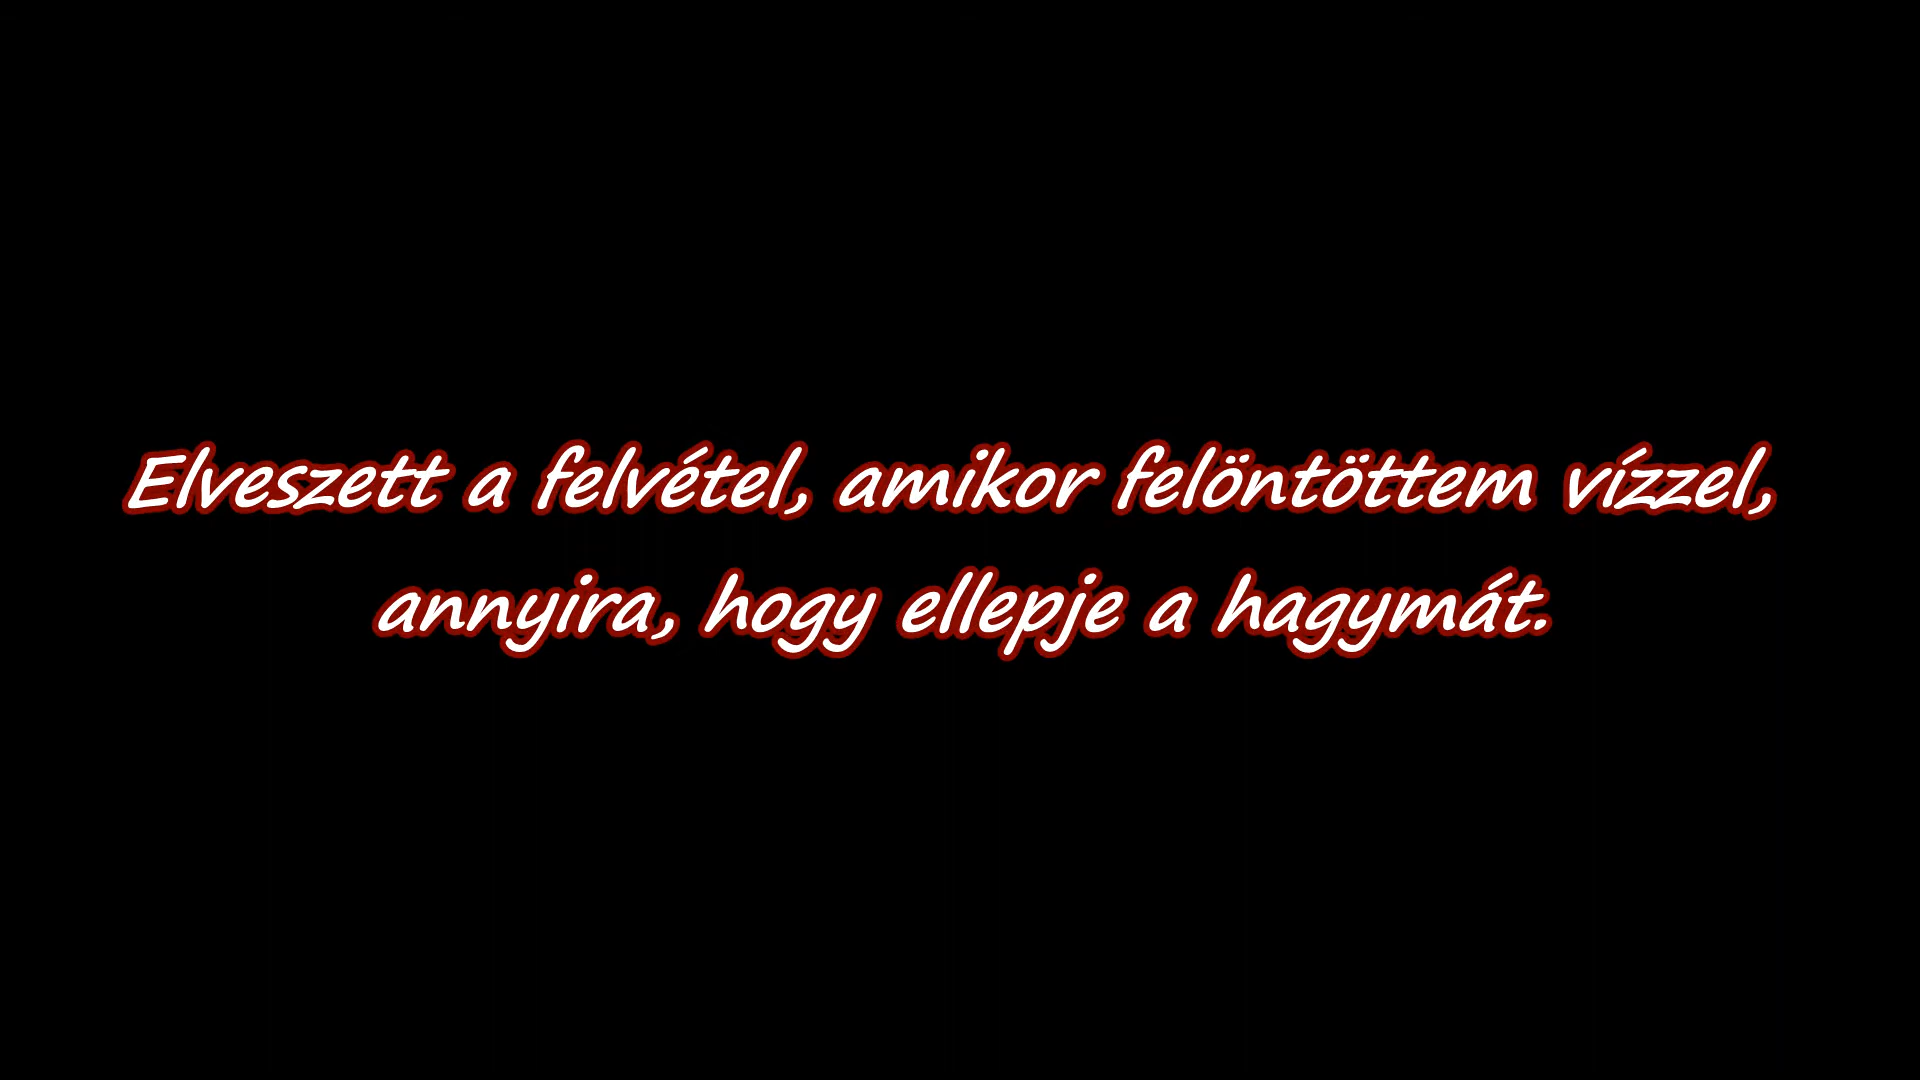 Elveszett a felvétel, amikor felöntöttem vízzel,
annyira, hogy ellepje a hagymát.